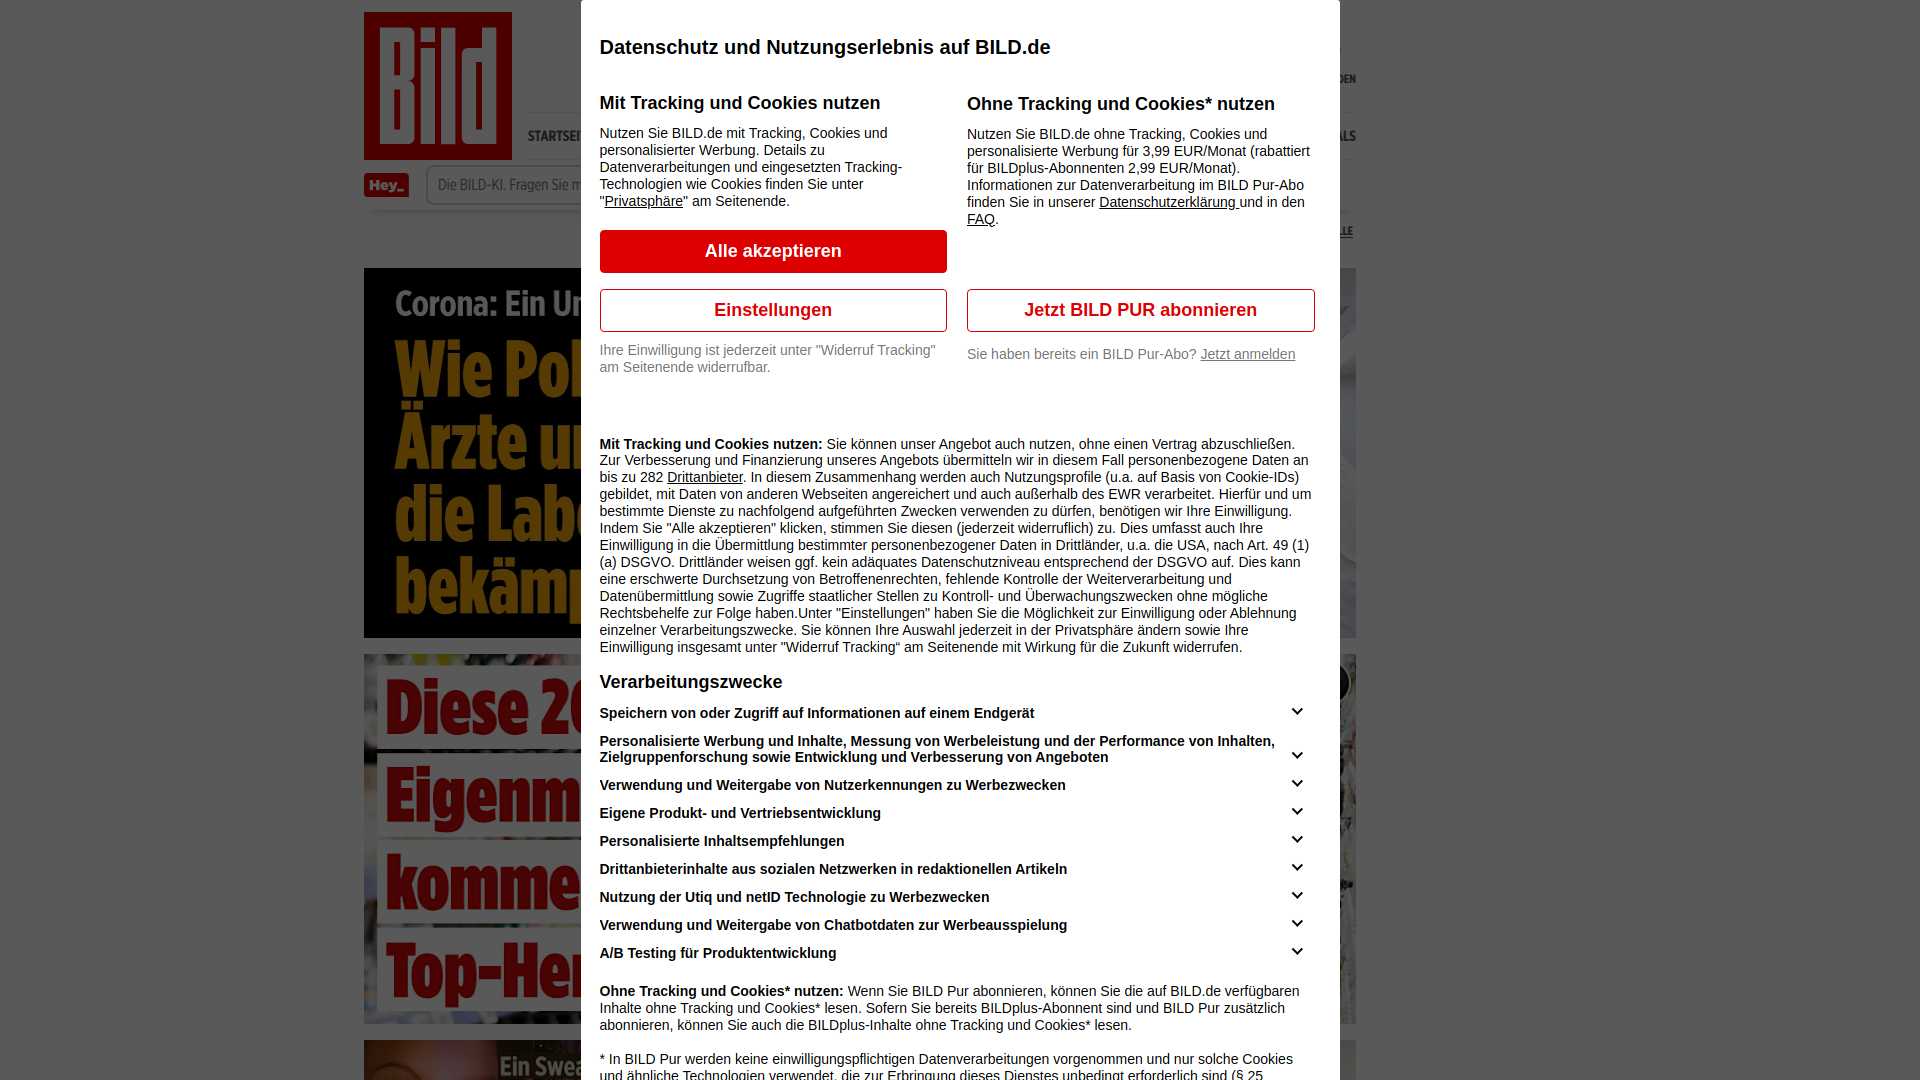 Bild
STARTSEI
Hey_
Die BILD-KI. Fragen Sie m
Corona: Ein Un
Wie Pol
Ärzte un
die Labo
bekämp
Diese 20
Eigenm
komme
Top-Her
Ein Swea
DEN
ALS
LLE
Datenschutz und Nutzungserlebnis auf BILD.de
Mit Tracking und Cookies nutzen
Nutzen Sie BILD.de mit Tracking, Cookies und
personalisierter Werbung. Details zu
Datenverarbeitungen und eingesetzten Tracking-
Technologien wie Cookies finden Sie unter
"Privatsphäre" am Seitenende.
Alle akzeptieren
Einstellungen
Ihre Einwilligung ist jederzeit unter "Widerruf Tracking"
am Seitenende widerrufbar.
Ohne Tracking und Cookies* nutzen
Nutzen Sie BILD.de ohne Tracking, Cookies und
personalisierte Werbung für 3,99 EUR/Monat (rabattiert
für BILDplus-Abonnenten 2,99 EUR/Monat).
Informationen zur Datenverarbeitung im BILD Pur-Abo
finden Sie in unserer Datenschutzerklärung und in den
FAQ.
Jetzt BILD PUR abonnieren
Sie haben bereits ein BILD Pur-Abo? Jetzt anmelden
Mit Tracking und Cookies nutzen: Sie können unser Angebot auch nutzen, ohne einen Vertrag abzuschließen.
Zur Verbesserung und Finanzierung unseres Angebots übermitteln wir in diesem Fall personenbezogene Daten an
bis zu 282 Drittanbieter. In diesem Zusammenhang werden auch Nutzungsprofile (u.a. auf Basis von Cookie-IDs)
gebildet, mit Daten von anderen Webseiten angereichert und auch außerhalb des EWR verarbeitet. Hierfür und um
bestimmte Dienste zu nachfolgend aufgeführten Zwecken verwenden zu dürfen, benötigen wir Ihre Einwilligung.
Indem Sie "Alle akzeptieren" klicken, stimmen Sie diesen (jederzeit widerruflich) zu. Dies umfasst auch Ihre
Einwilligung in die Übermittlung bestimmter personenbezogener Daten in Drittländer, u.a. die USA, nach Art. 49 (1)
(a) DSGVO. Drittländer weisen ggf. kein adäquates Datenschutzniveau entsprechend der DSGVO auf. Dies kann
eine erschwerte Durchsetzung von Betroffenenrechten, fehlende Kontrolle der Weiterverarbeitung und
Datenübermittlung sowie Zugriffe staatlicher Stellen zu Kontroll- und Überwachungszwecken ohne mögliche
Rechtsbehelfe zur Folge haben.Unter "Einstellungen" haben Sie die Möglichkeit zur Einwilligung oder Ablehnung
einzelner Verarbeitungszwecke. Sie können Ihre Auswahl jederzeit in der Privatsphäre ändern sowie Ihre
Einwilligung insgesamt unter "Widerruf Tracking“ am Seitenende mit Wirkung für die Zukunft widerrufen.
Verarbeitungszwecke
Speichern von oder Zugriff auf Informationen auf einem Endgerät
Personalisierte Werbung und Inhalte, Messung von Werbeleistung und der Performance von Inhalten,
Zielgruppenforschung sowie Entwicklung und Verbesserung von Angeboten
Verwendung und Weitergabe von Nutzerkennungen zu Werbezwecken
Eigene Produkt- und Vertriebsentwicklung
Personalisierte Inhaltsempfehlungen
Drittanbieterinhalte aus sozialen Netzwerken in redaktionellen Artikeln
Nutzung der Utiq und netID Technologie zu Werbezwecken
Verwendung und Weitergabe von Chatbotdaten zur Werbeausspielung
A/B Testing für Produktentwicklung
Ohne Tracking und Cookies* nutzen: Wenn Sie BILD Pur abonnieren, können Sie die auf BILD.de verfügbaren
Inhalte ohne Tracking und Cookies* lesen. Sofern Sie bereits BILDplus-Abonnent sind und BILD Pur zusätzlich
abonnieren, können Sie auch die BILDplus-Inhalte ohne Tracking und Cookies* lesen.
* In BILD Pur werden keine einwilligungspflichtigen Datenverarbeitungen vorgenommen und nur solche Cookies
und ähnliche Technologien verwendet, die zur Erbringung dieses Dienstes unbedingt erforderlich sind (§ 25